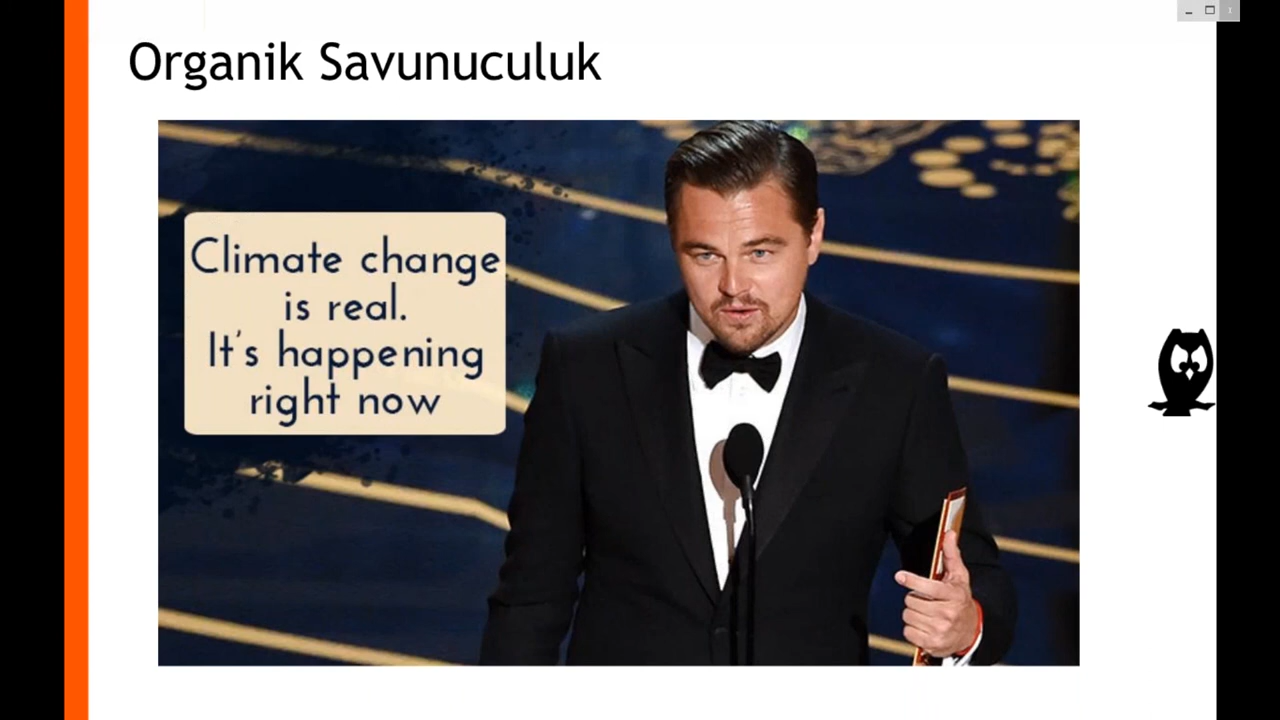 Organik Savunuculuk
Climate change
is real.
It's happening
right now